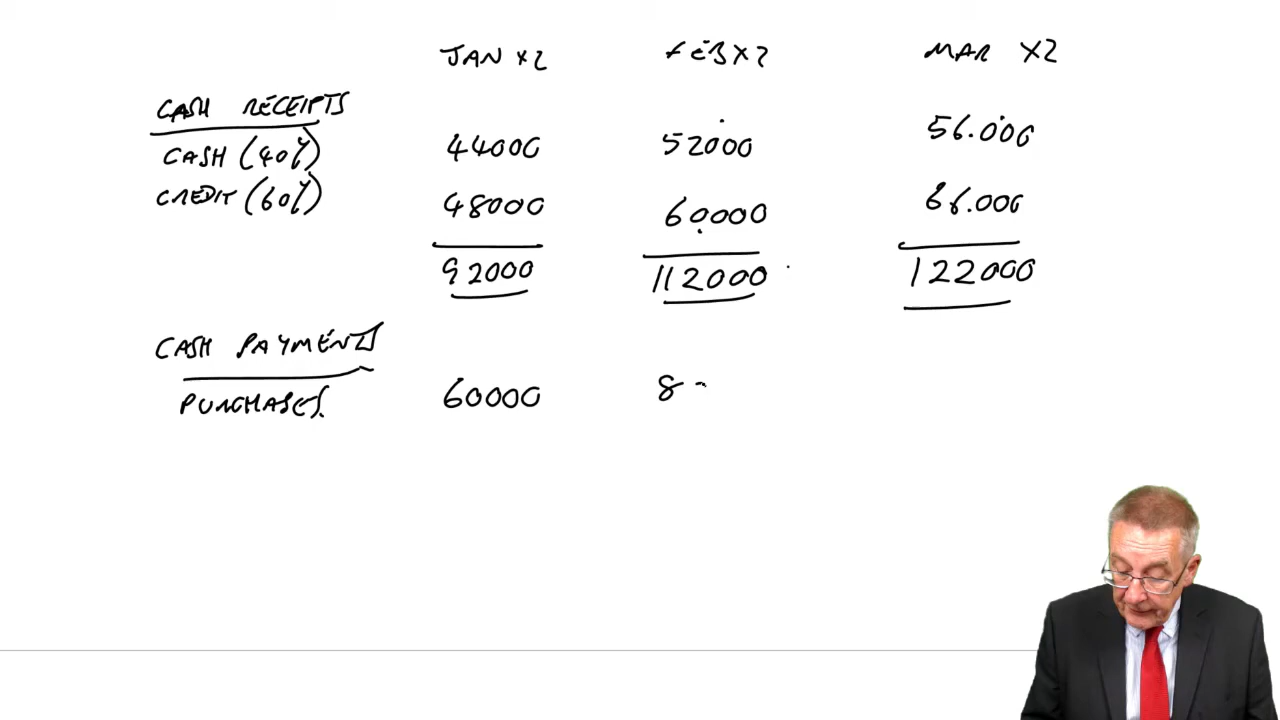 JAN X2 FEB X2 MAR X2
CASH RECEIPTS
CASH (40%) 44000 52000 56.000
CREDIT (60%) 48000 60000 66.000
92000 112000 122000
CASH PAYMENTS
PURCHASES. 60000 8